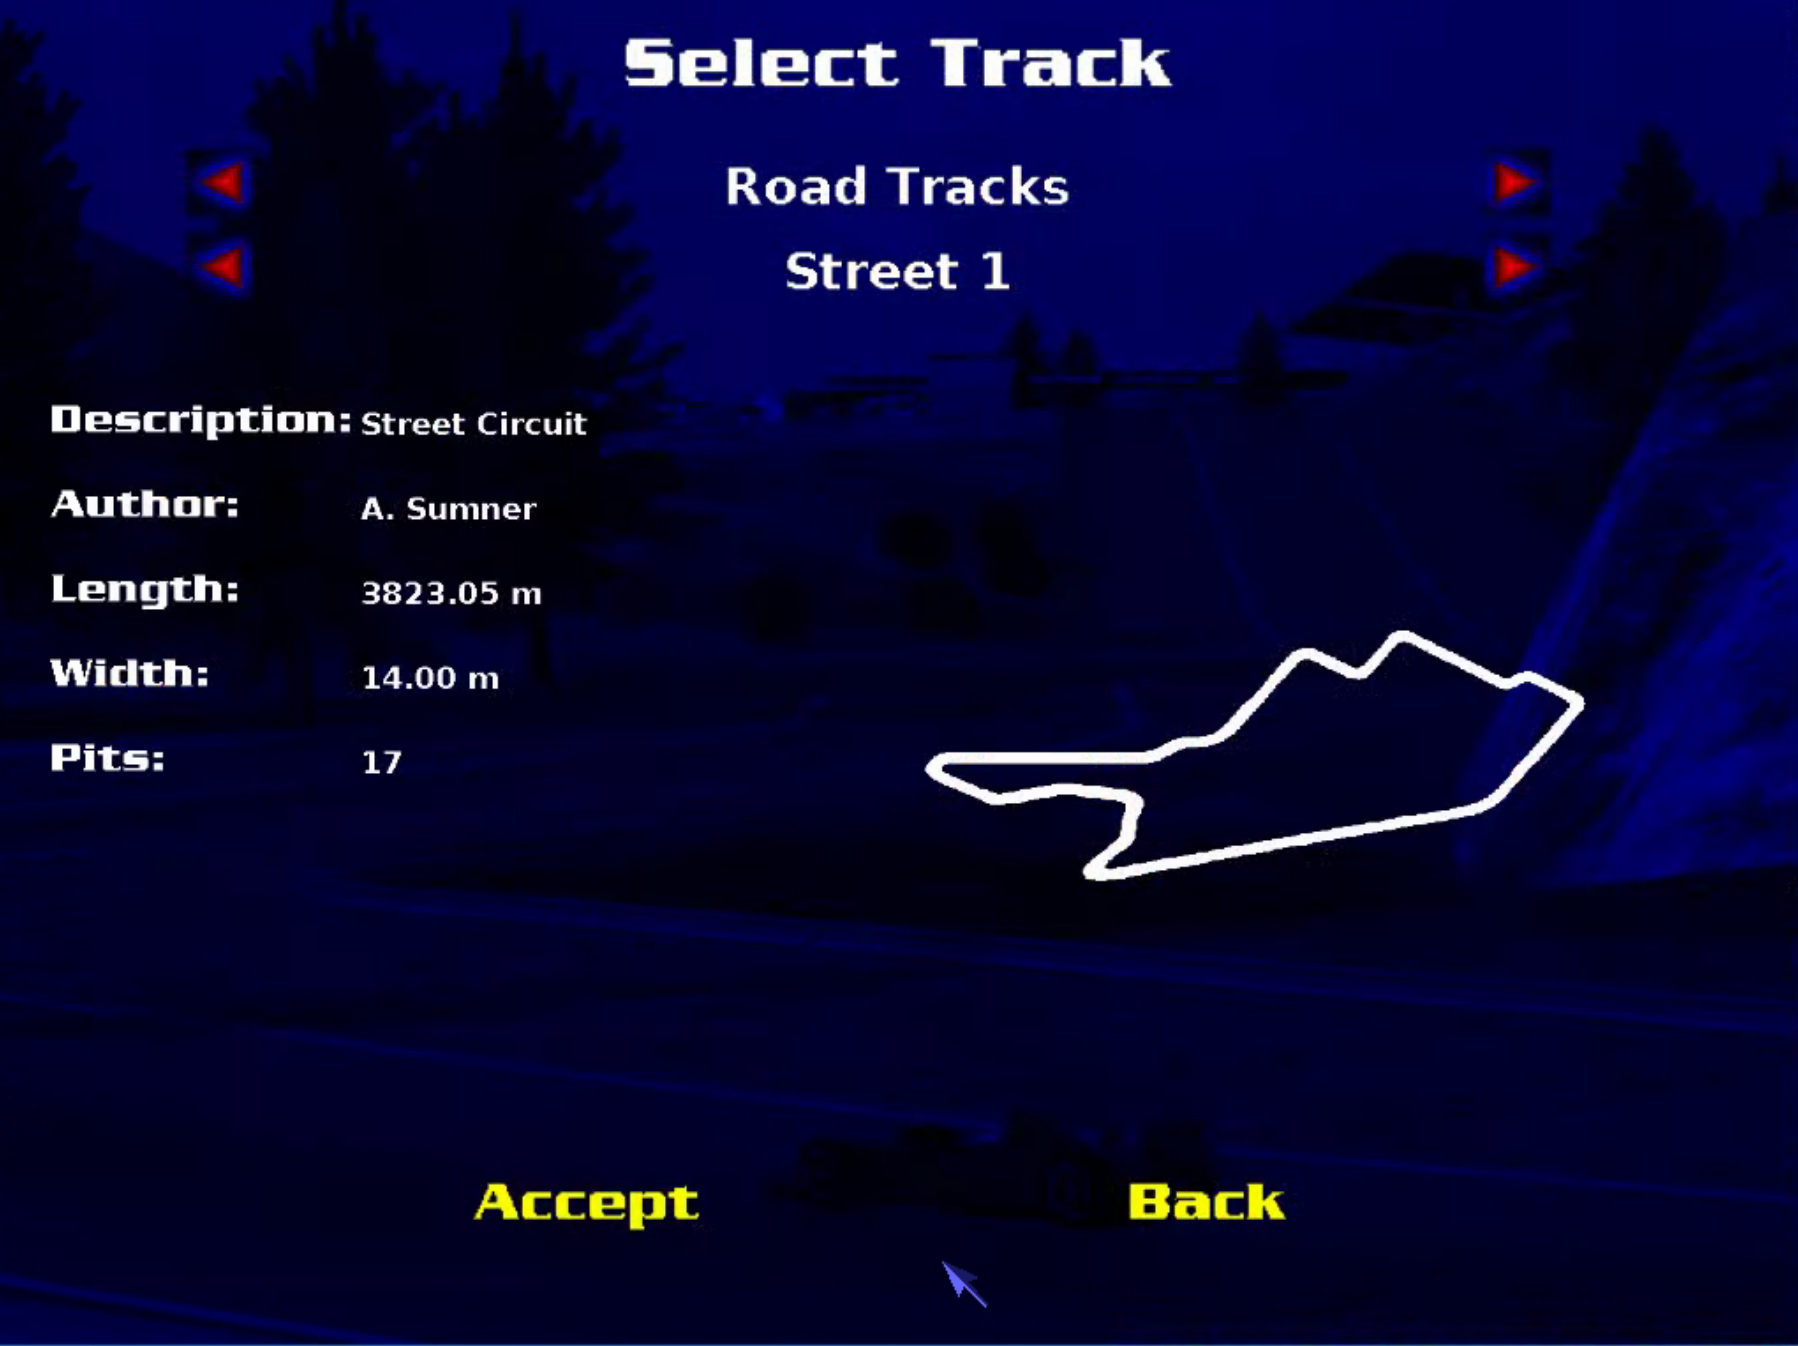 Select Track
Road Tracks
Street 1
Description: Street Circuit
Author: A. Sumner
Length: 3823.05 m
Width: 14.00 m
Pits: 17
Accept Back